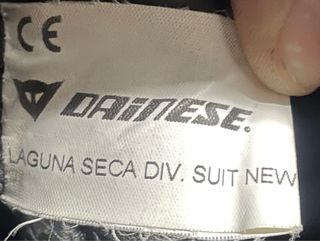 CE
DAiNESE.
LAGUNA SECA DIV. SUIT NEW